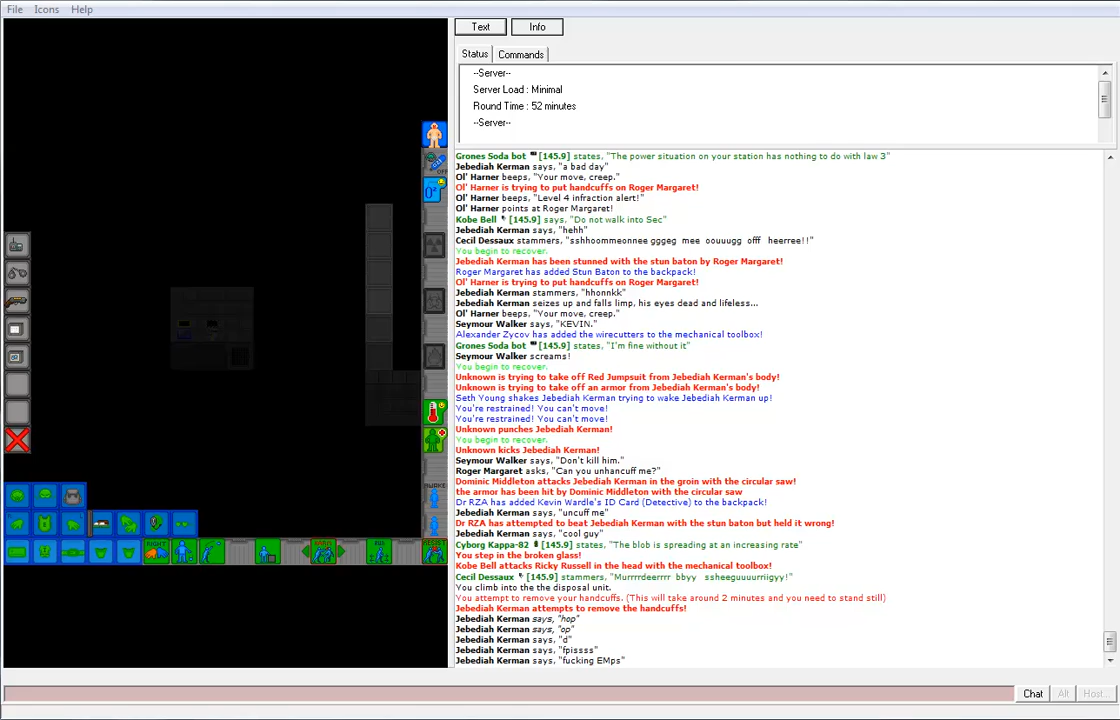 File Icons Help
Text Info
Status Commands
--Server--
Server Load : Minimal
Round Time : 52 minutes
--Server--
Grones Soda bot [145.9] states, "The power situation on your station has nothing to do with law 3"
Jebediah Kerman says, "a bad day"
Ol' Harner beeps, "Your move, creep."
Ol' Harner is trying to put handcuffs on Roger Margaret!
Ol' Harner beeps, "Level 4 infraction alert!"
Ol' Harner points at Roger Margaret!
Kobe Bell [145.9] says, "Do not walk into Sec"
Jebediah Kerman says, "hehh"
Cecil Dessaux stammers, "sshhoommeonnee gggeg mee oouuugg offf heerree!!"
You begin to recover.
Jebediah Kerman has been stunned with the stun baton by Roger Margaret!
Roger Margaret has added Stun Baton to the backpack!
Ol' Harner is trying to put handcuffs on Roger Margaret!
Jebediah Kerman stammers, "hhonnkk"
Jebediah Kerman seizes up and falls limp, his eyes dead and lifeless...
Ol' Harner beeps, "Your move, creep."
Seymour Walker says, "KEVIN."
Alexander Zycov has added the wirecutters to the mechanical toolbox!
Grones Soda bot [145.9] states, "I'm fine without it"
Seymour Walker screams!
You begin to recover.
Unknown is trying to take off Red Jumpsuit from Jebediah Kerman's body!
Unknown is trying to take off an armor from Jebediah Kerman's body!
Seth Young shakes Jebediah Kerman trying to wake Jebediah Kerman up!
You're restrained! You can't move!
You're restrained! You can't move!
Unknown punches Jebediah Kerman!
You begin to recover.
Unknown kicks Jebediah Kerman!
Seymour Walker says, "Don't kill him."
Roger Margaret asks, "Can you unhancuff me?"
Dominic Middleton attacks Jebediah Kerman in the groin with the circular saw!
the armor has been hit by Dominic Middleton with the circular saw
Dr RZA has added Kevin Wardle's ID Card (Detective) to the backpack!
Jebediah Kerman says, "uncuff me"
Dr RZA has attempted to beat Jebediah Kerman with the stun baton but held it wrong!
Jebediah Kerman says, "cool guy"
Cyborg Kappa-82 [145.9] states, "The blob is spreading at an increasing rate"
You step in the broken glass!
Kobe Bell attacks Ricky Russell in the head with the mechanical toolbox!
Cecil Dessaux [145.9] stammers, "Murrrrdeerrrr bbyy ssheeguuuurriigyy!"
You climb into the the disposal unit.
You attempt to remove your handcuffs. (This will take around 2 minutes and you need to stand still)
Jebediah Kerman attempts to remove the handcuffs!
Jebediah Kerman says, "hop"
Jebediah Kerman says, "op"
Jebediah Kerman says, "d"
Jebediah Kerman says, "fpissss"
Jebediah Kerman says, "fucking EMps"
Chat Alt Host...